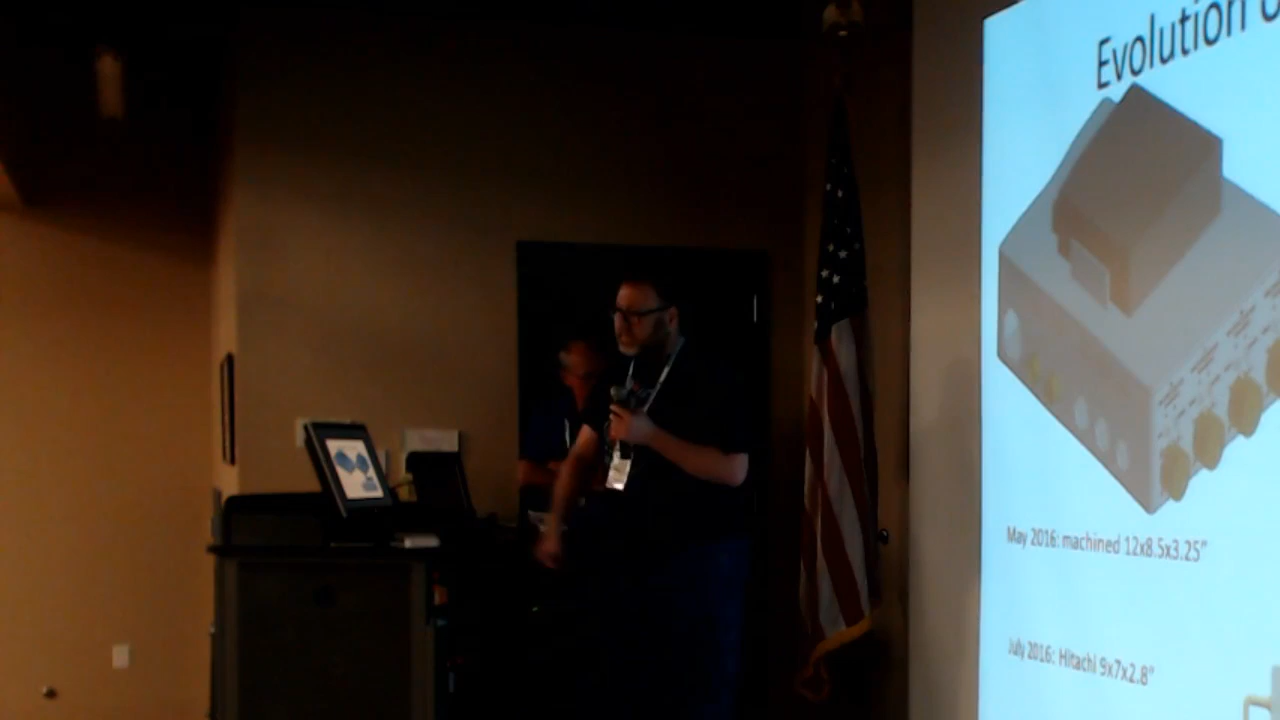 Evolution
May 2016: machined 12x8.5x3.25"
July 2016: Hitachi 9x7x2.8"